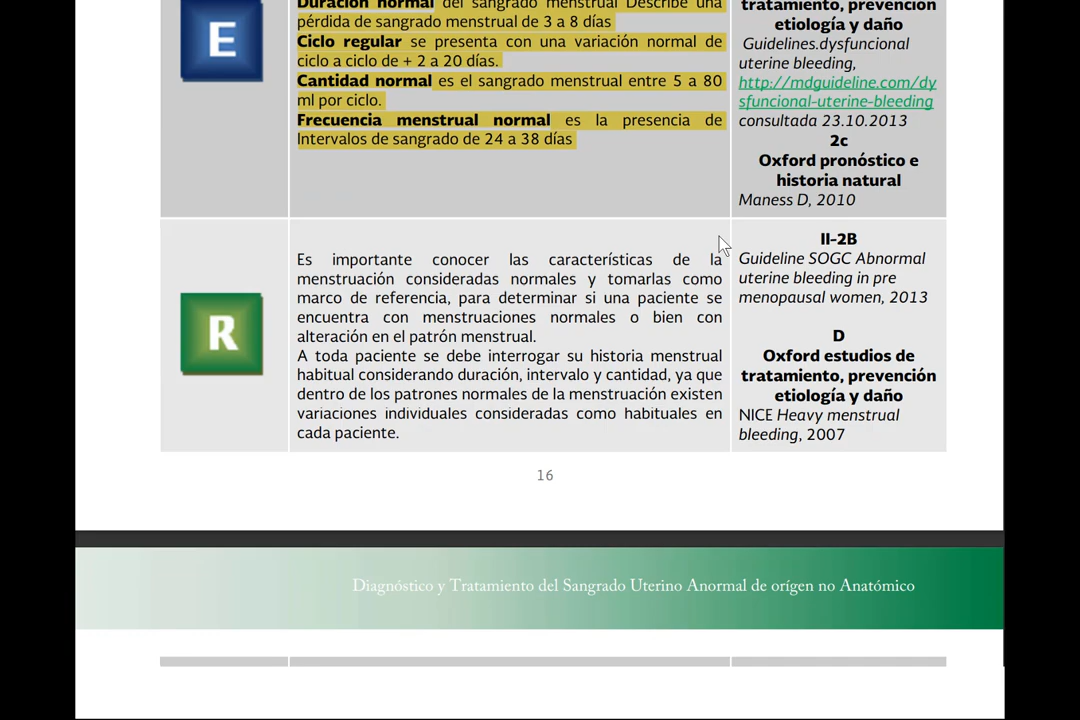 E
Duración normal del sangrado menstrual Describe una
pérdida de sangrado menstrual de 3 a 8 días
Ciclo regular se presenta con una variación normal de
ciclo a ciclo de + 2 a 20 días.
Cantidad normal es el sangrado menstrual entre 5 a 80
ml por ciclo.
Frecuencia menstrual normal es la presencia de
Intervalos de sangrado de 24 a 38 días
tratamiento, prevención
etiología y daño
Guidelines.dysfuncional
uterine bleeding,
http://mdguideline.com/dy
sfuncional-uterine-bleeding
consultada 23.10.2013
2c
Oxford pronóstico e
historia natural
Maness D, 2010
R
Es importante conocer las características de la
menstruación consideradas normales y tomarlas como
marco de referencia, para determinar si una paciente se
encuentra con menstruaciones normales o bien con
alteración en el patrón menstrual.
A toda paciente se debe interrogar su historia menstrual
habitual considerando duración, intervalo y cantidad, ya que
dentro de los patrones normales de la menstruación existen
variaciones individuales consideradas como habituales en
cada paciente.
II-2B
Guideline SOGC Abnormal
uterine bleeding in pre
menopausal women, 2013
D
Oxford estudios de
tratamiento, prevención
etiología y daño
NICE Heavy menstrual
bleeding, 2007
16
Diagnóstico y Tratamiento del Sangrado Uterino Anormal de orígen no Anatómico